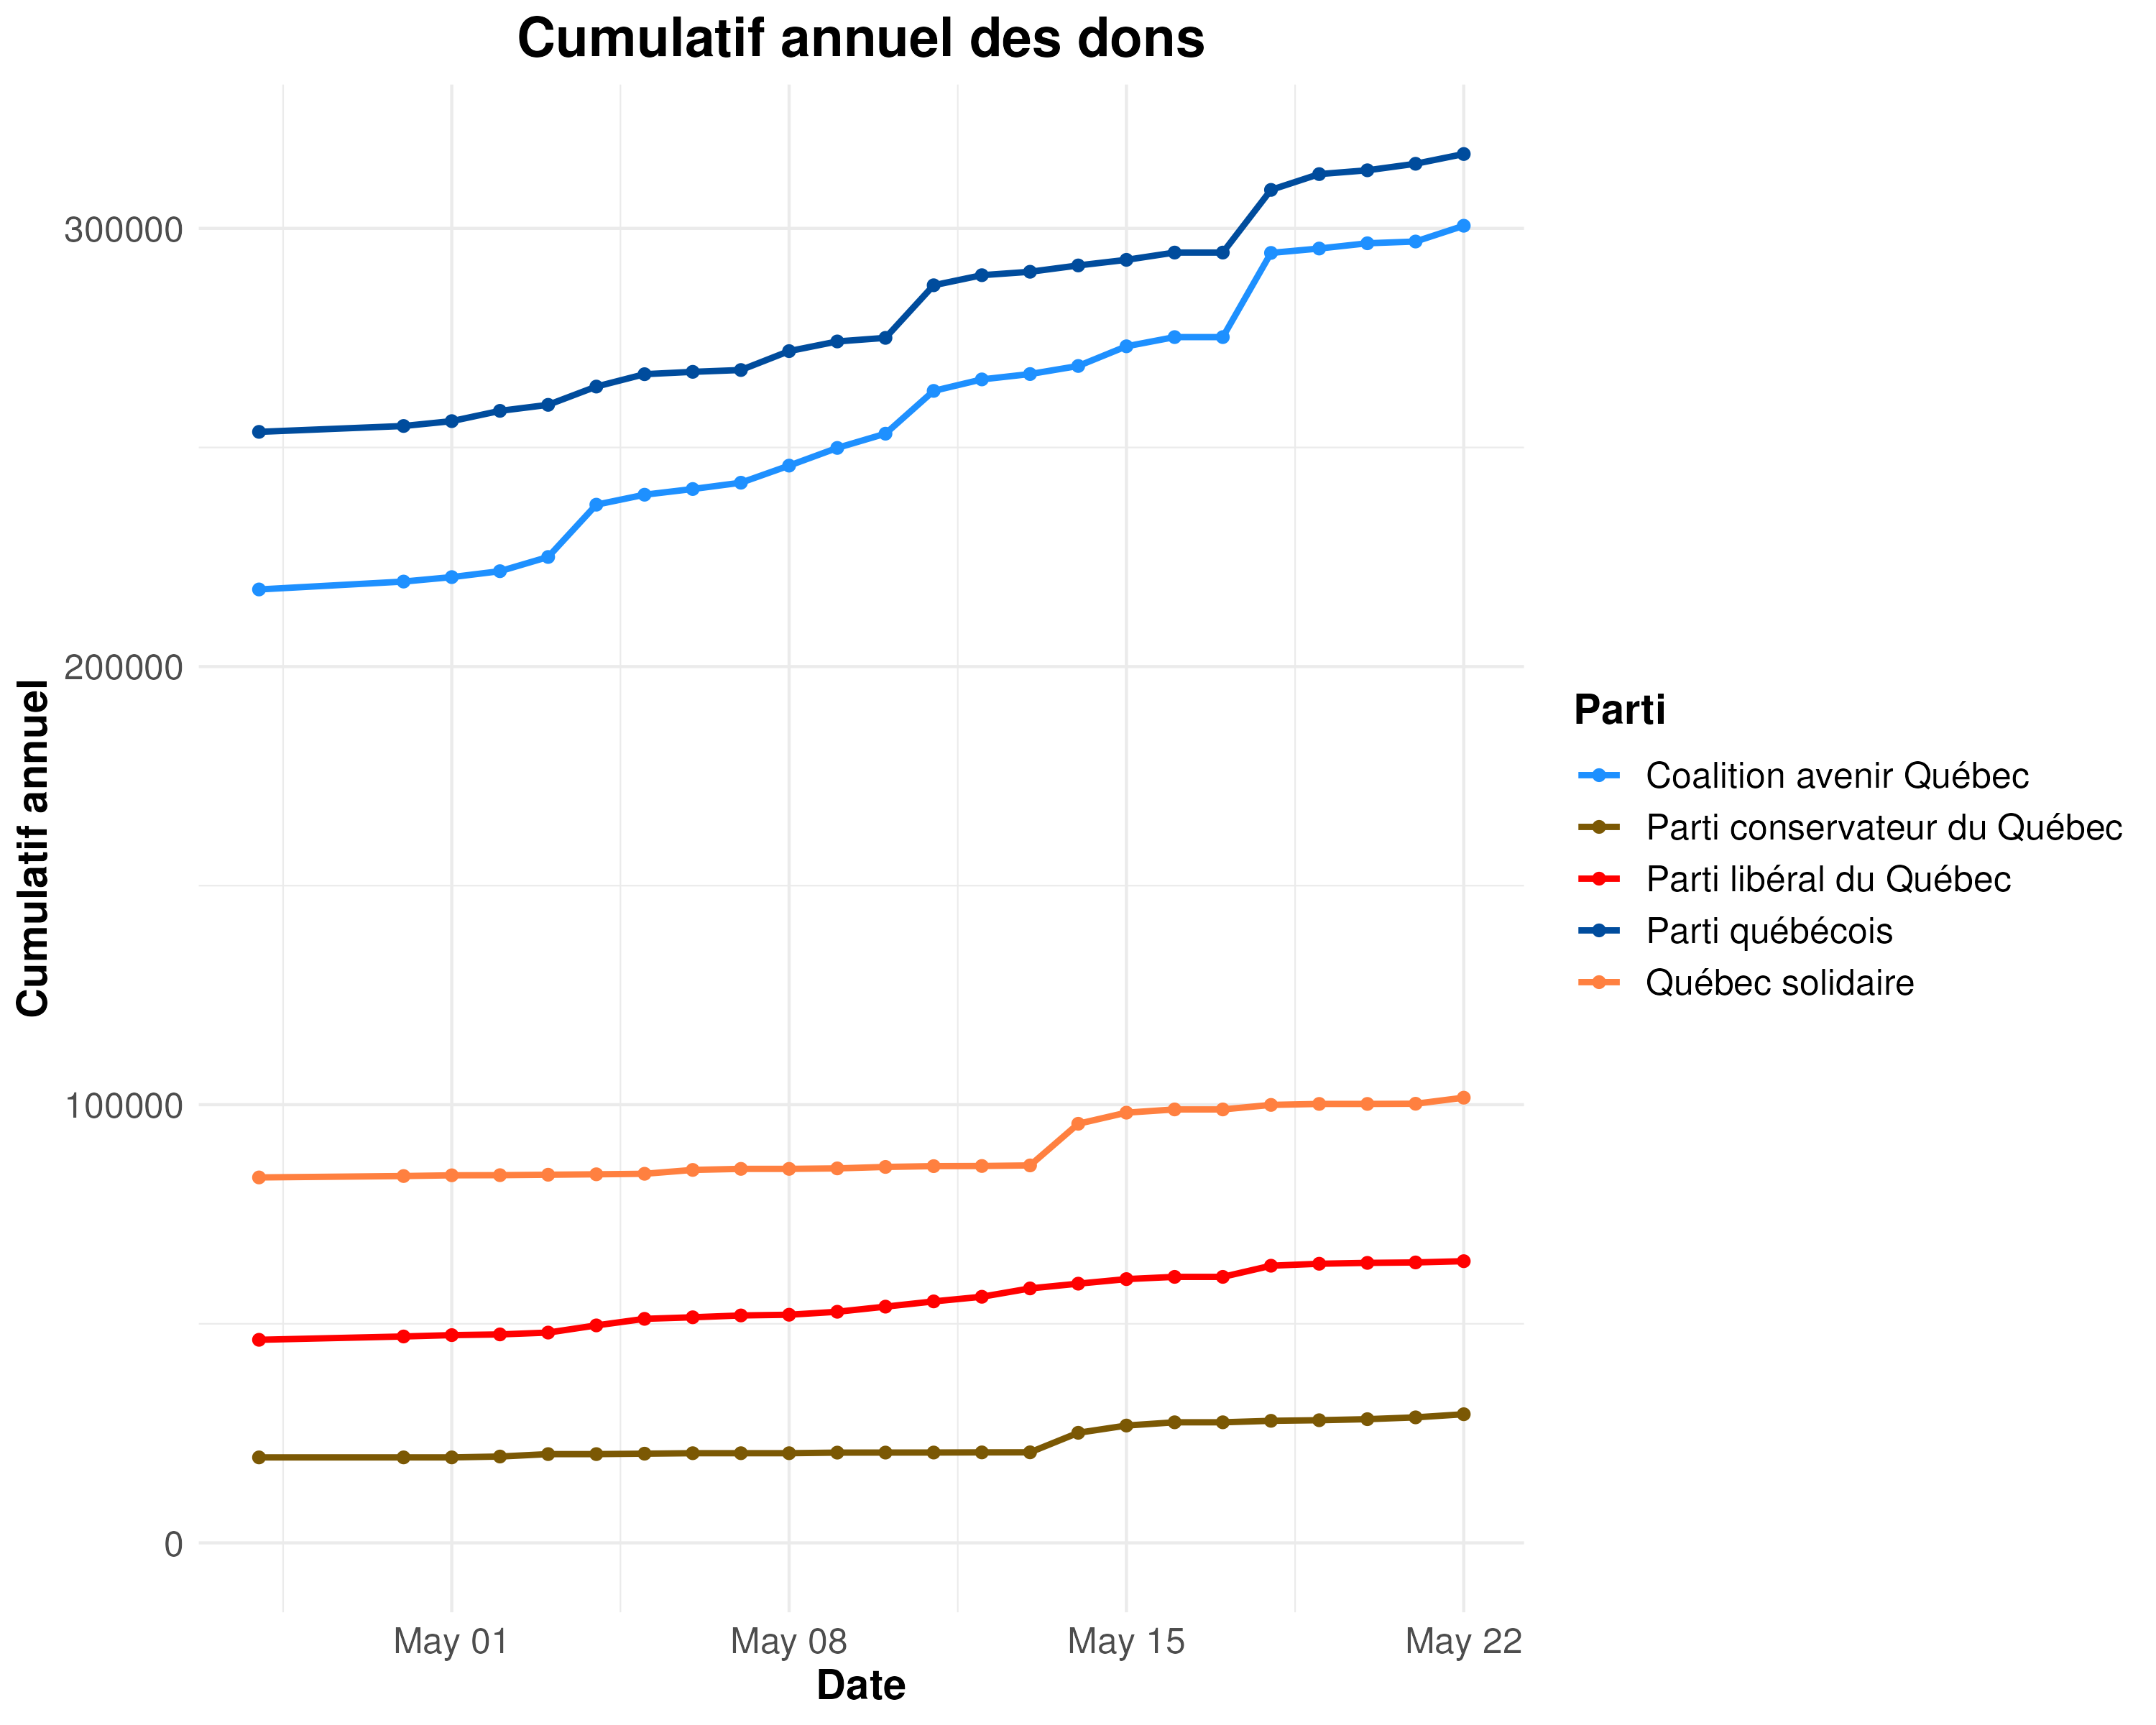 Cumulatif annuel des dons
Cumulatif annuel
300000
200000
100000
0
May 01
May 08
May 15
May 22
Date
Parti
Coalition avenir Québec
Parti conservateur du Québec
Parti libéral du Québec
Parti québécois
Québec solidaire